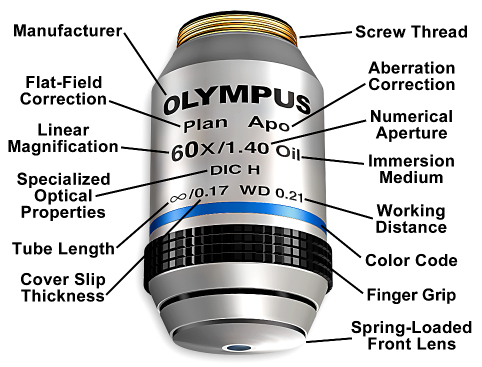 Manufacturer
Screw Thread
Flat-Field
Correction
Aberration
Correction
OLYMPUS
Plan Apo
Linear
Magnification
Numerical
Aperture
60X/1.40 Oil
Immersion
Medium
DIC H
Specialized
Optical
Properties
∞/0.17 WD 0.21
Working
Distance
Tube Length
Color Code
Cover Slip
Thickness
Finger Grip
Spring-Loaded
Front Lens